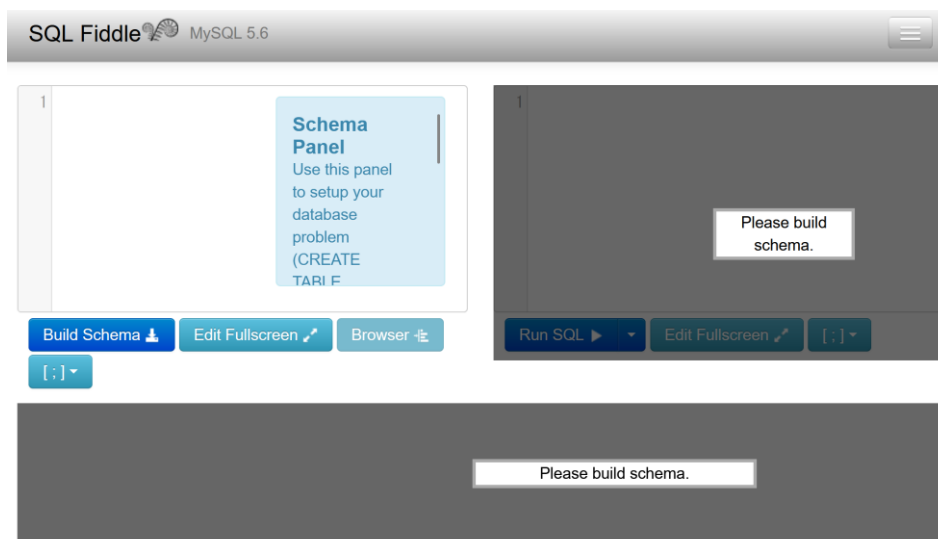 SQL Fiddle MySQL 5.6
1
Schema
Panel
Use this panel
to setup your
database
problem
(CREATE
TABLE
Build Schema
Edit Fullscreen
Browser
[ ; ]
1
Please build
schema.
Run SQL
Edit Fullscreen
[ ; ]
Please build schema.